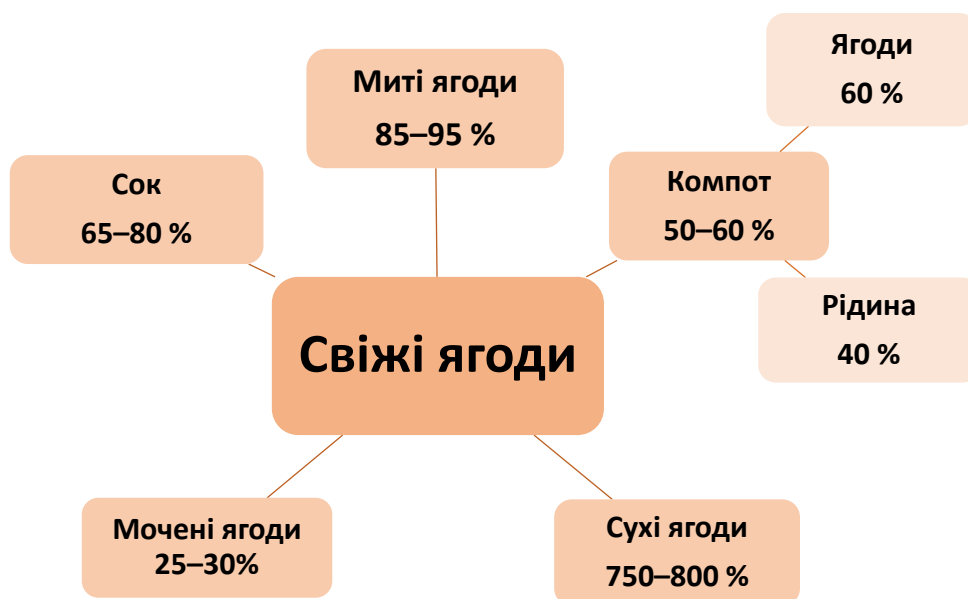 Ягоди
60 %
Миті ягоди
85–95 %
Сок
65–80 %
Компот
50–60 %
Рідина
40 %
Свіжі ягоди
Мочені ягоди
25–30%
Сухі ягоди
750–800 %